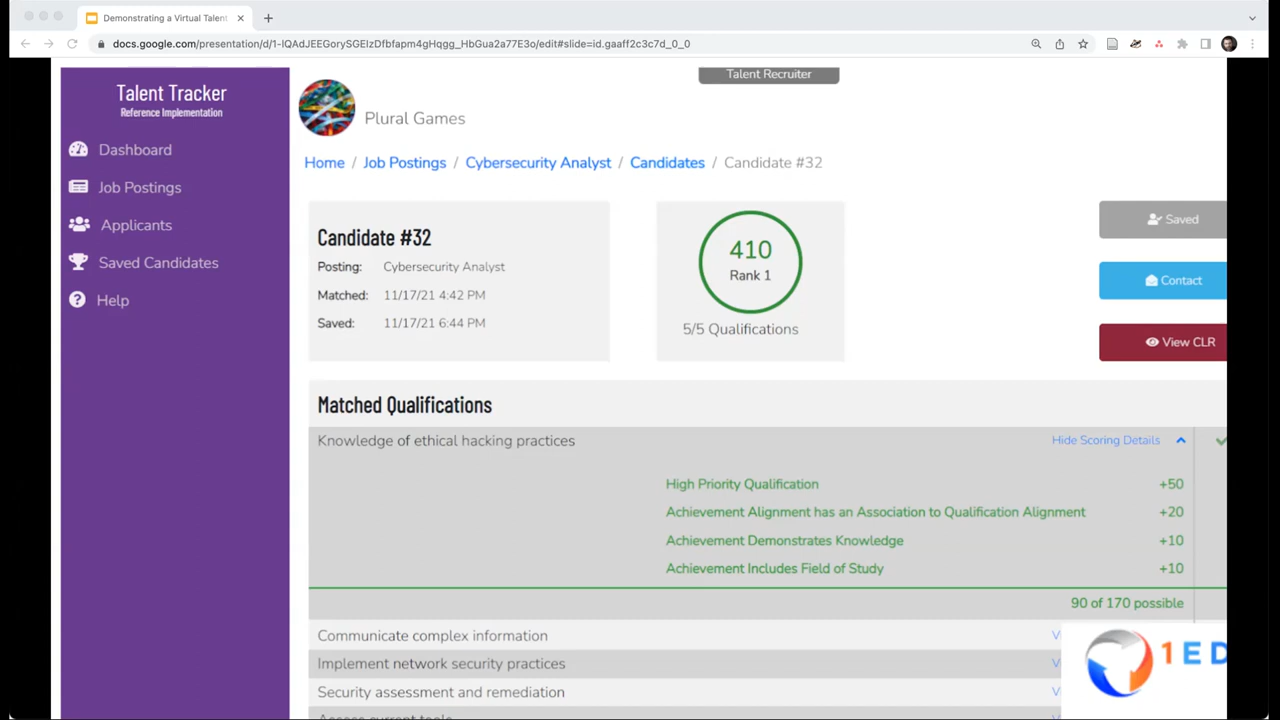 Demonstrating a Virtual Talent
docs.google.com/presentation/d/1-IQAdJEEGorySGEIzDfbfapm4gHqgg_HbGua2a77E3o/edit#slide=id.gaaff2c3c7d_0_0
Talent Tracker
Reference Implementation
Dashboard
Job Postings
Applicants
Saved Candidates
Help
Talent Recruiter
Plural Games
Home / Job Postings / Cybersecurity Analyst / Candidates / Candidate #32
Candidate #32
Posting: Cybersecurity Analyst
Matched: 11/17/21 4:42 PM
Saved: 11/17/21 6:44 PM
410
Rank 1
5/5 Qualifications
Saved
Contact
View CLR
Matched Qualifications
Knowledge of ethical hacking practices Hide Scoring Details
High Priority Qualification +50
Achievement Alignment has an Association to Qualification Alignment +20
Achievement Demonstrates Knowledge +10
Achievement Includes Field of Study +10
90 of 170 possible
Communicate complex information
Implement network security practices
Security assessment and remediation
1ED